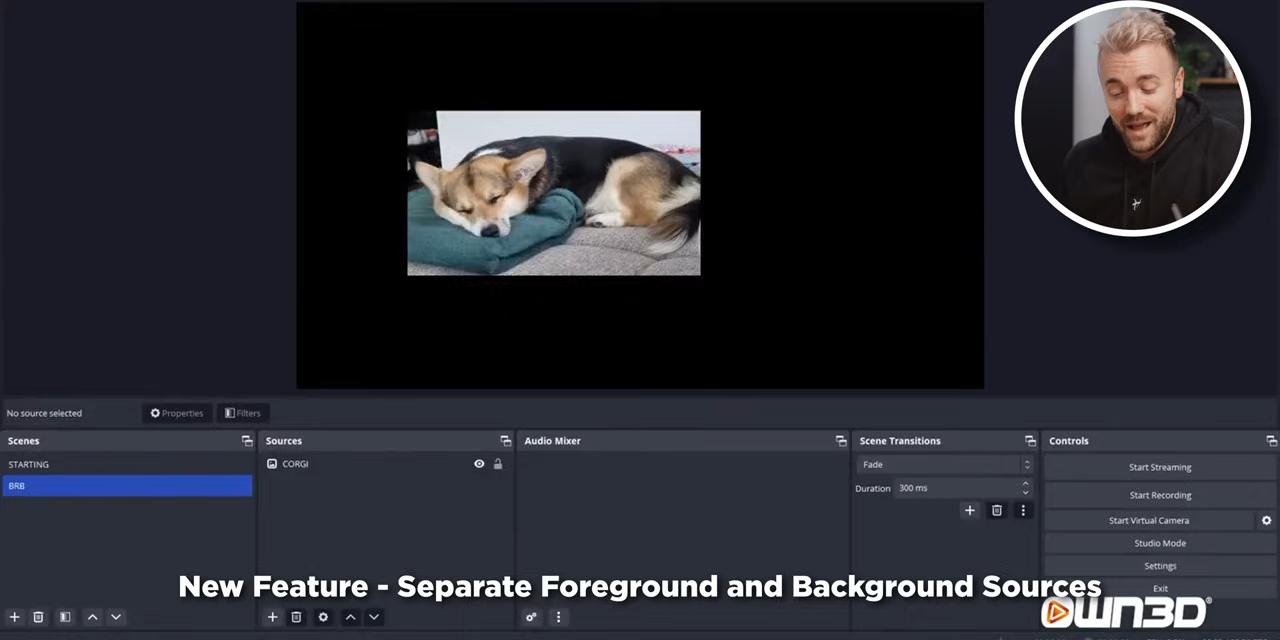 No source selected
Properties
Filters
Scenes
Sources
Audio Mixer
Scene Transitions
Controls
STARTING
BRB
CORGI
Fade
Duration 300 ms
Start Streaming
Start Recording
Start Virtual Camera
Studio Mode
Settings
Exit
New Feature - Separate Foreground and Background Sources
OWN3D®